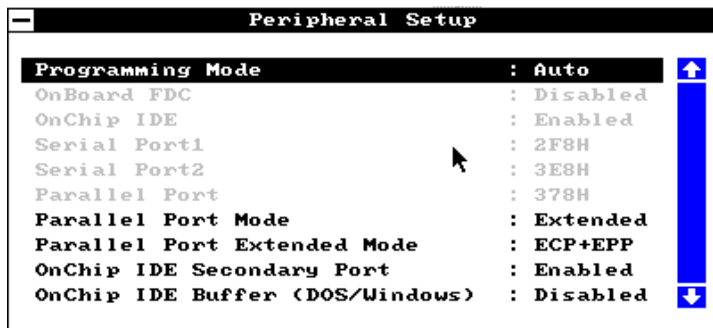 Peripheral Setup
Programming Mode : Auto
OnBoard FDC : Disabled
OnChip IDE : Enabled
Serial Port1 : 2F8H
Serial Port2 : 3E8H
Parallel Port : 378H
Parallel Port Mode : Extended
Parallel Port Extended Mode : ECP+EPP
OnChip IDE Secondary Port : Enabled
OnChip IDE Buffer (DOS/Windows) : Disabled